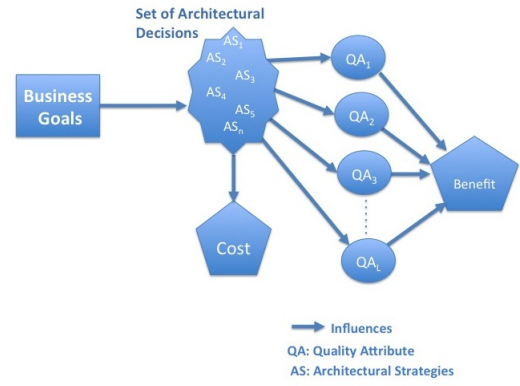 Set of Architectural
Decisions
AS1
AS2
AS3
AS4
AS5
ASn
Business
Goals
QA1
QA2
QA3
QAL
Benefit
Cost
Influences
QA: Quality Attribute
AS: Architectural Strategies